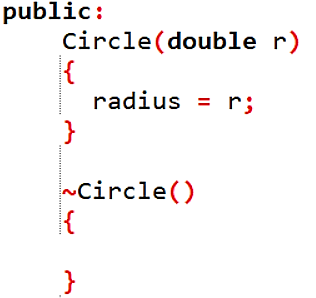 public:
    Circle(double r)
    {
      radius = r;
    }
    ~Circle()
    {
    }